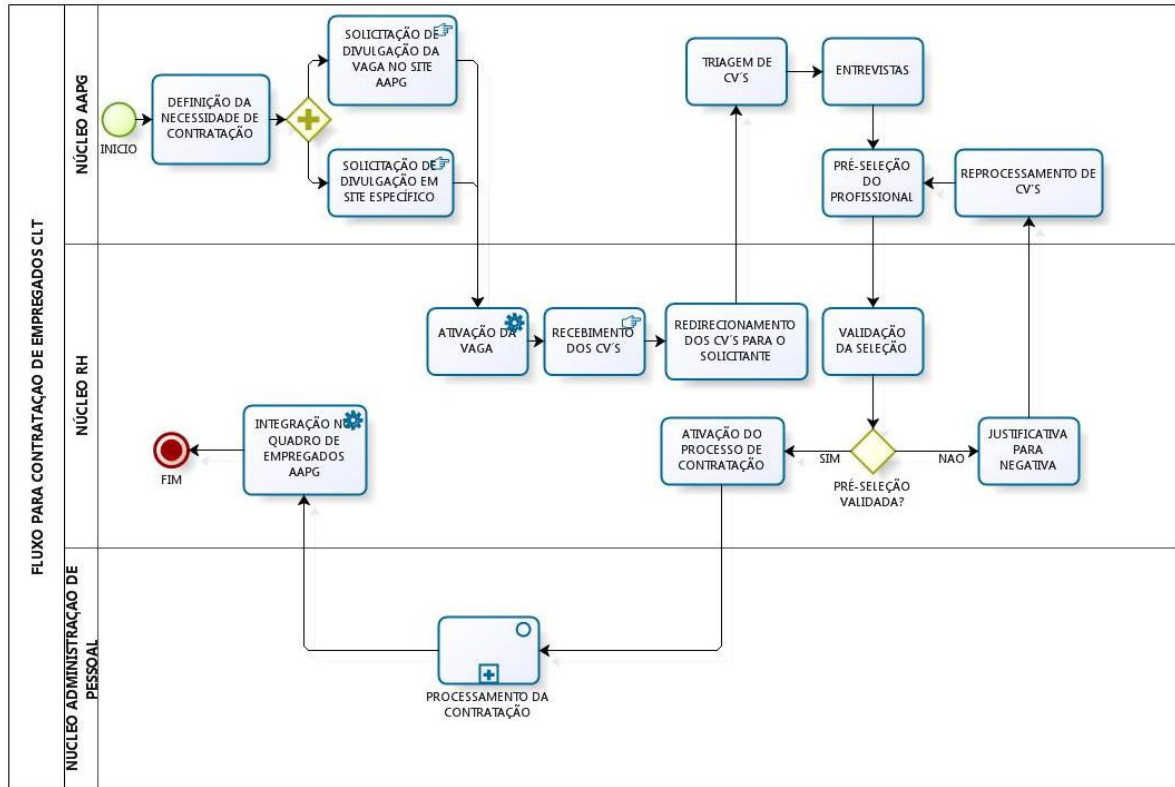 FLUXO PARA CONTRATAÇÃO DE EMPREGADOS CLT
NÚCLEO AAPG
INICIO
DEFINIÇÃO DA
NECESSIDADE DE
CONTRATAÇÃO
SOLICITAÇÃO DE
DIVULGAÇÃO DA
VAGA NO SITE
AAPG
SOLICITAÇÃO DE
DIVULGAÇÃO EM
SITE ESPECÍFICO
TRIAGEM DE
CV´S
ENTREVISTAS
PRÉ-SELEÇÃO
DO
PROFISSIONAL
REPROCESSAMENTO DE
CV´S
NÚCLEO RH
ATIVAÇÃO DA
VAGA
RECEBIMENTO
DOS CV´S
REDIRECIONAMENTO
DOS CV´S PARA O
SOLICITANTE
VALIDAÇÃO
DA SELEÇÃO
PRÉ-SELEÇÃO
VALIDADA?
SIM
NAO
JUSTIFICATIVA
PARA
NEGATIVA
ATIVAÇÃO DO
PROCESSO DE
CONTRATAÇÃO
INTEGRAÇÃO
QUADRO DE
EMPREGADOS
AAPG
FIM
NUCLEO ADMINISTRAÇAO DE
PESSOAL
PROCESSAMENTO DA
CONTRATAÇÃO